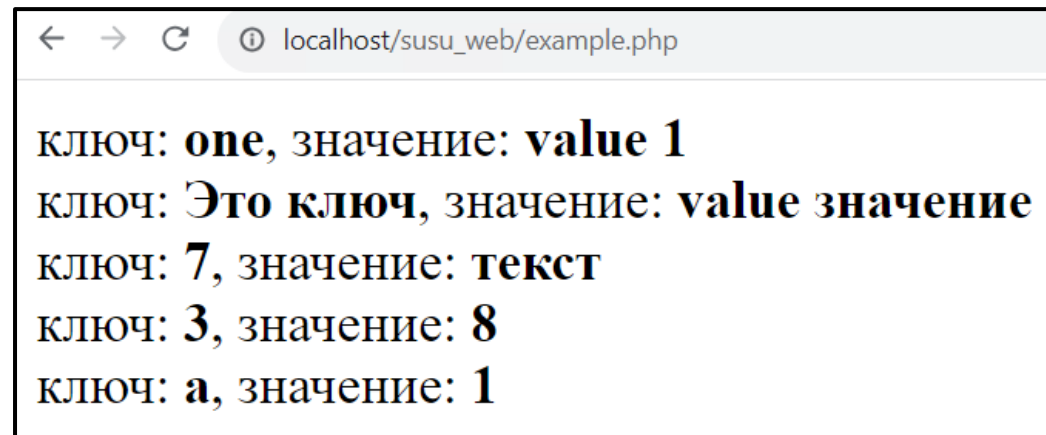 localhost/susu_web/example.php
ключ: one, значение: value 1
ключ: Это ключ, значение: value значение
ключ: 7, значение: текст
ключ: 3, значение: 8
ключ: a, значение: 1